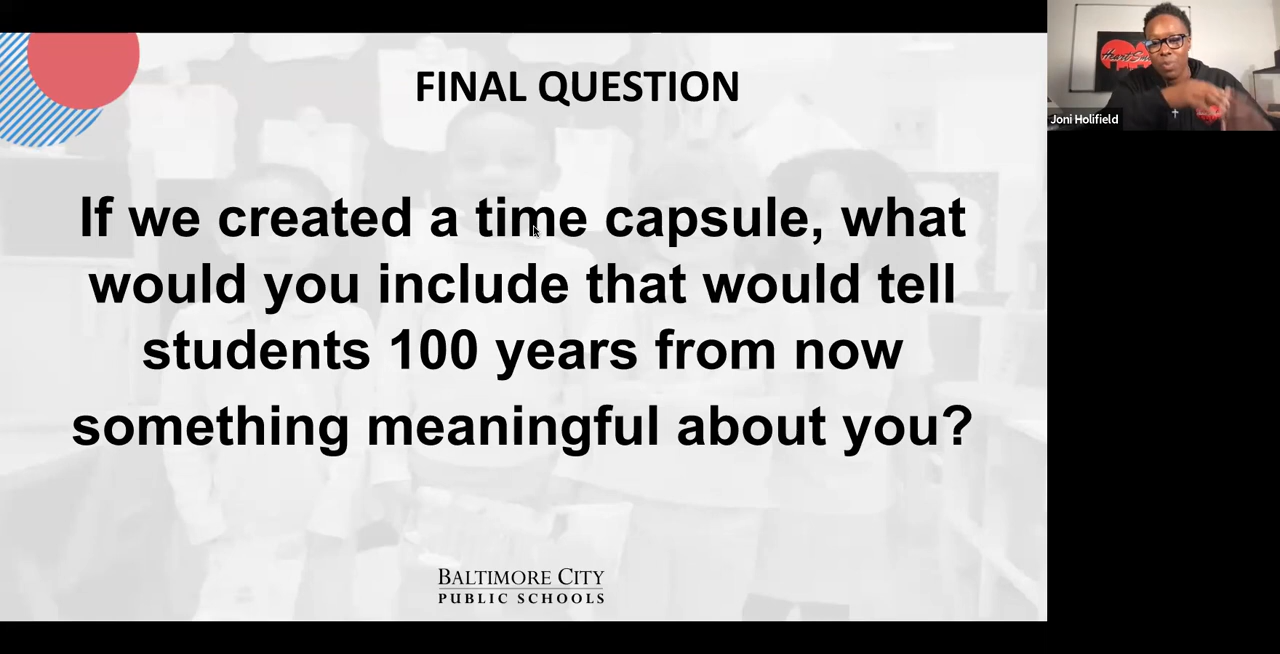 FINAL QUESTION
If we created a time capsule, what
would you include that would tell
students 100 years from now
something meaningful about you?
BALTIMORE CITY
PUBLIC SCHOOLS
Joni Holifield